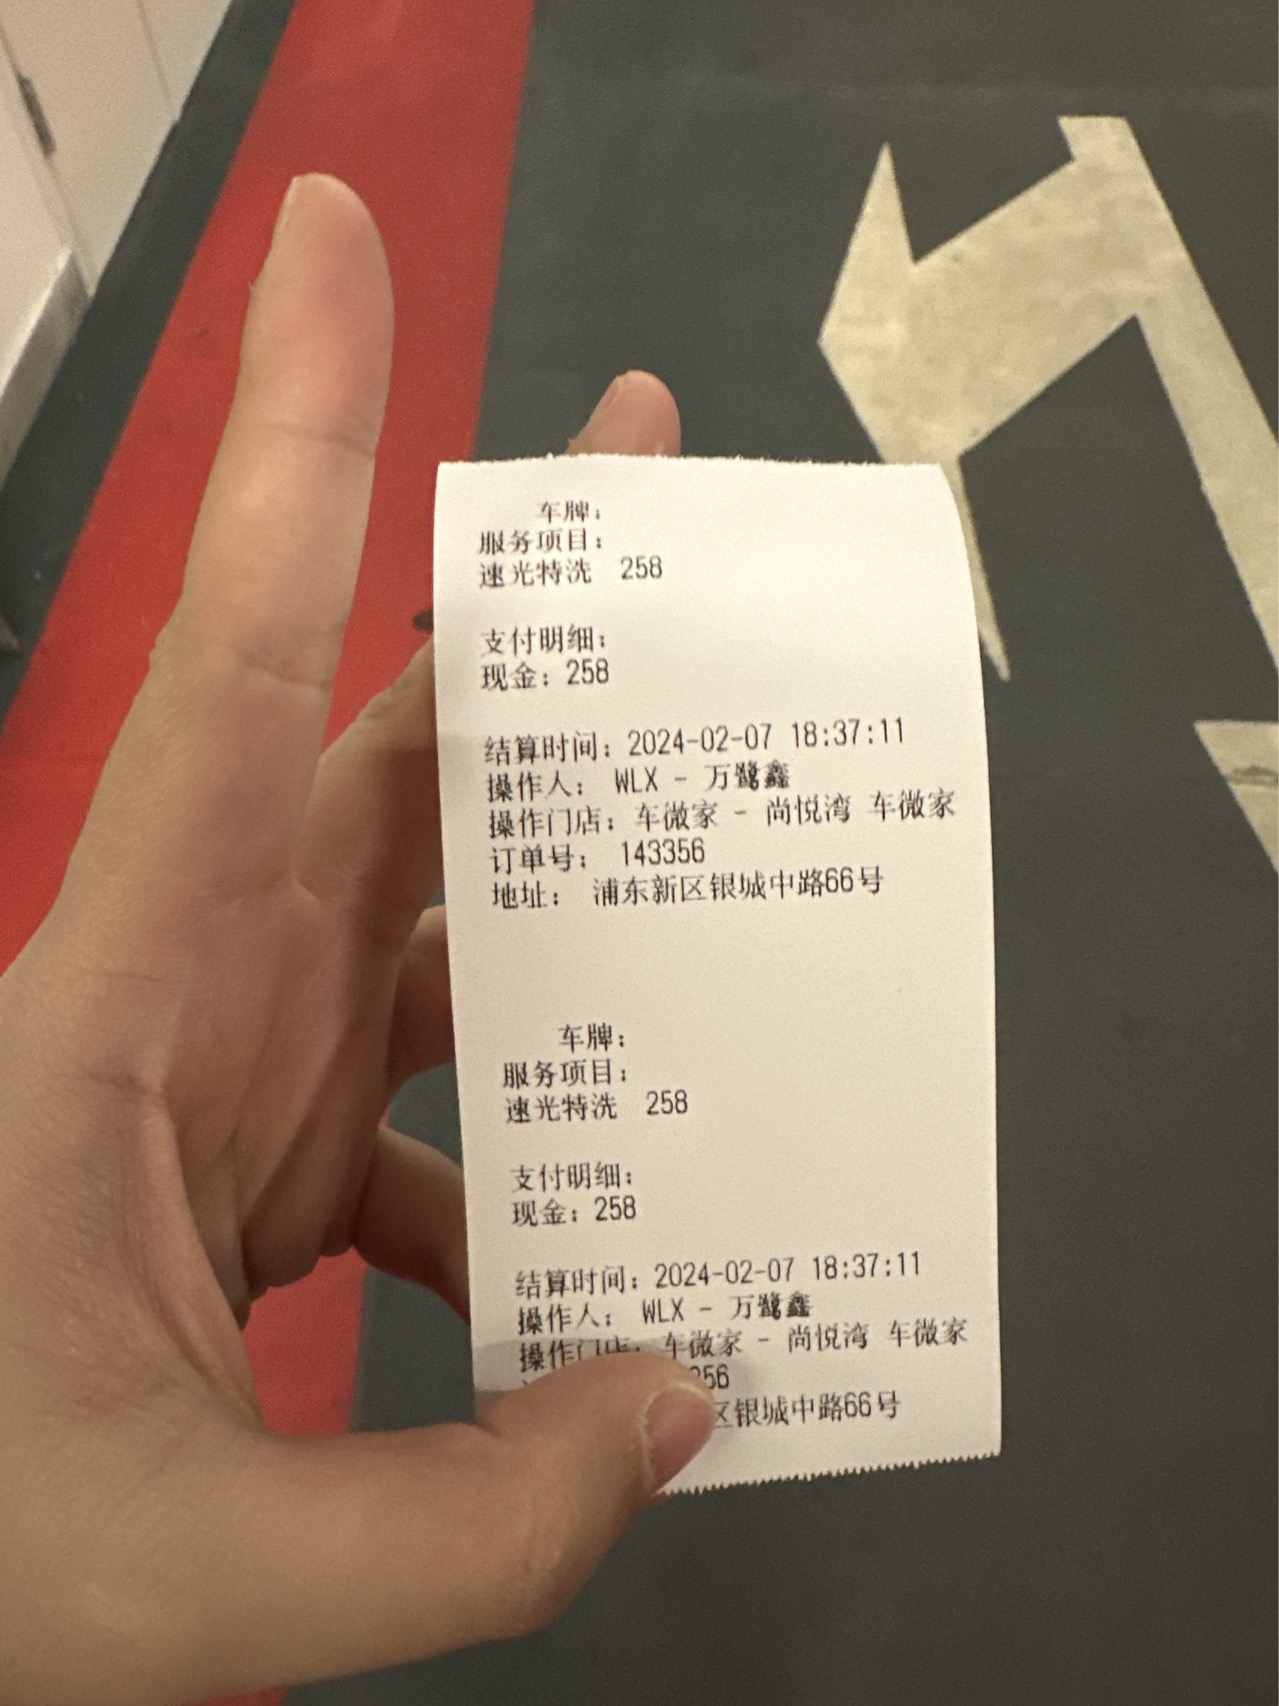 车牌:
服务项目:
速光特洗 258
支付明细:
现金: 258
结算时间: 2024-02-07 18:37:11
操作人: WLX - 万鹭鑫
操作门店: 车微家 - 尚悦湾 车微家
订单号: 143356
地址: 浦东新区银城中路66号
车牌:
服务项目:
速光特洗 258
支付明细:
现金: 258
结算时间: 2024-02-07 18:37:11
操作人: WLX - 万鹭鑫
操作门店: 车微家 - 尚悦湾 车微家
356
区银城中路66号